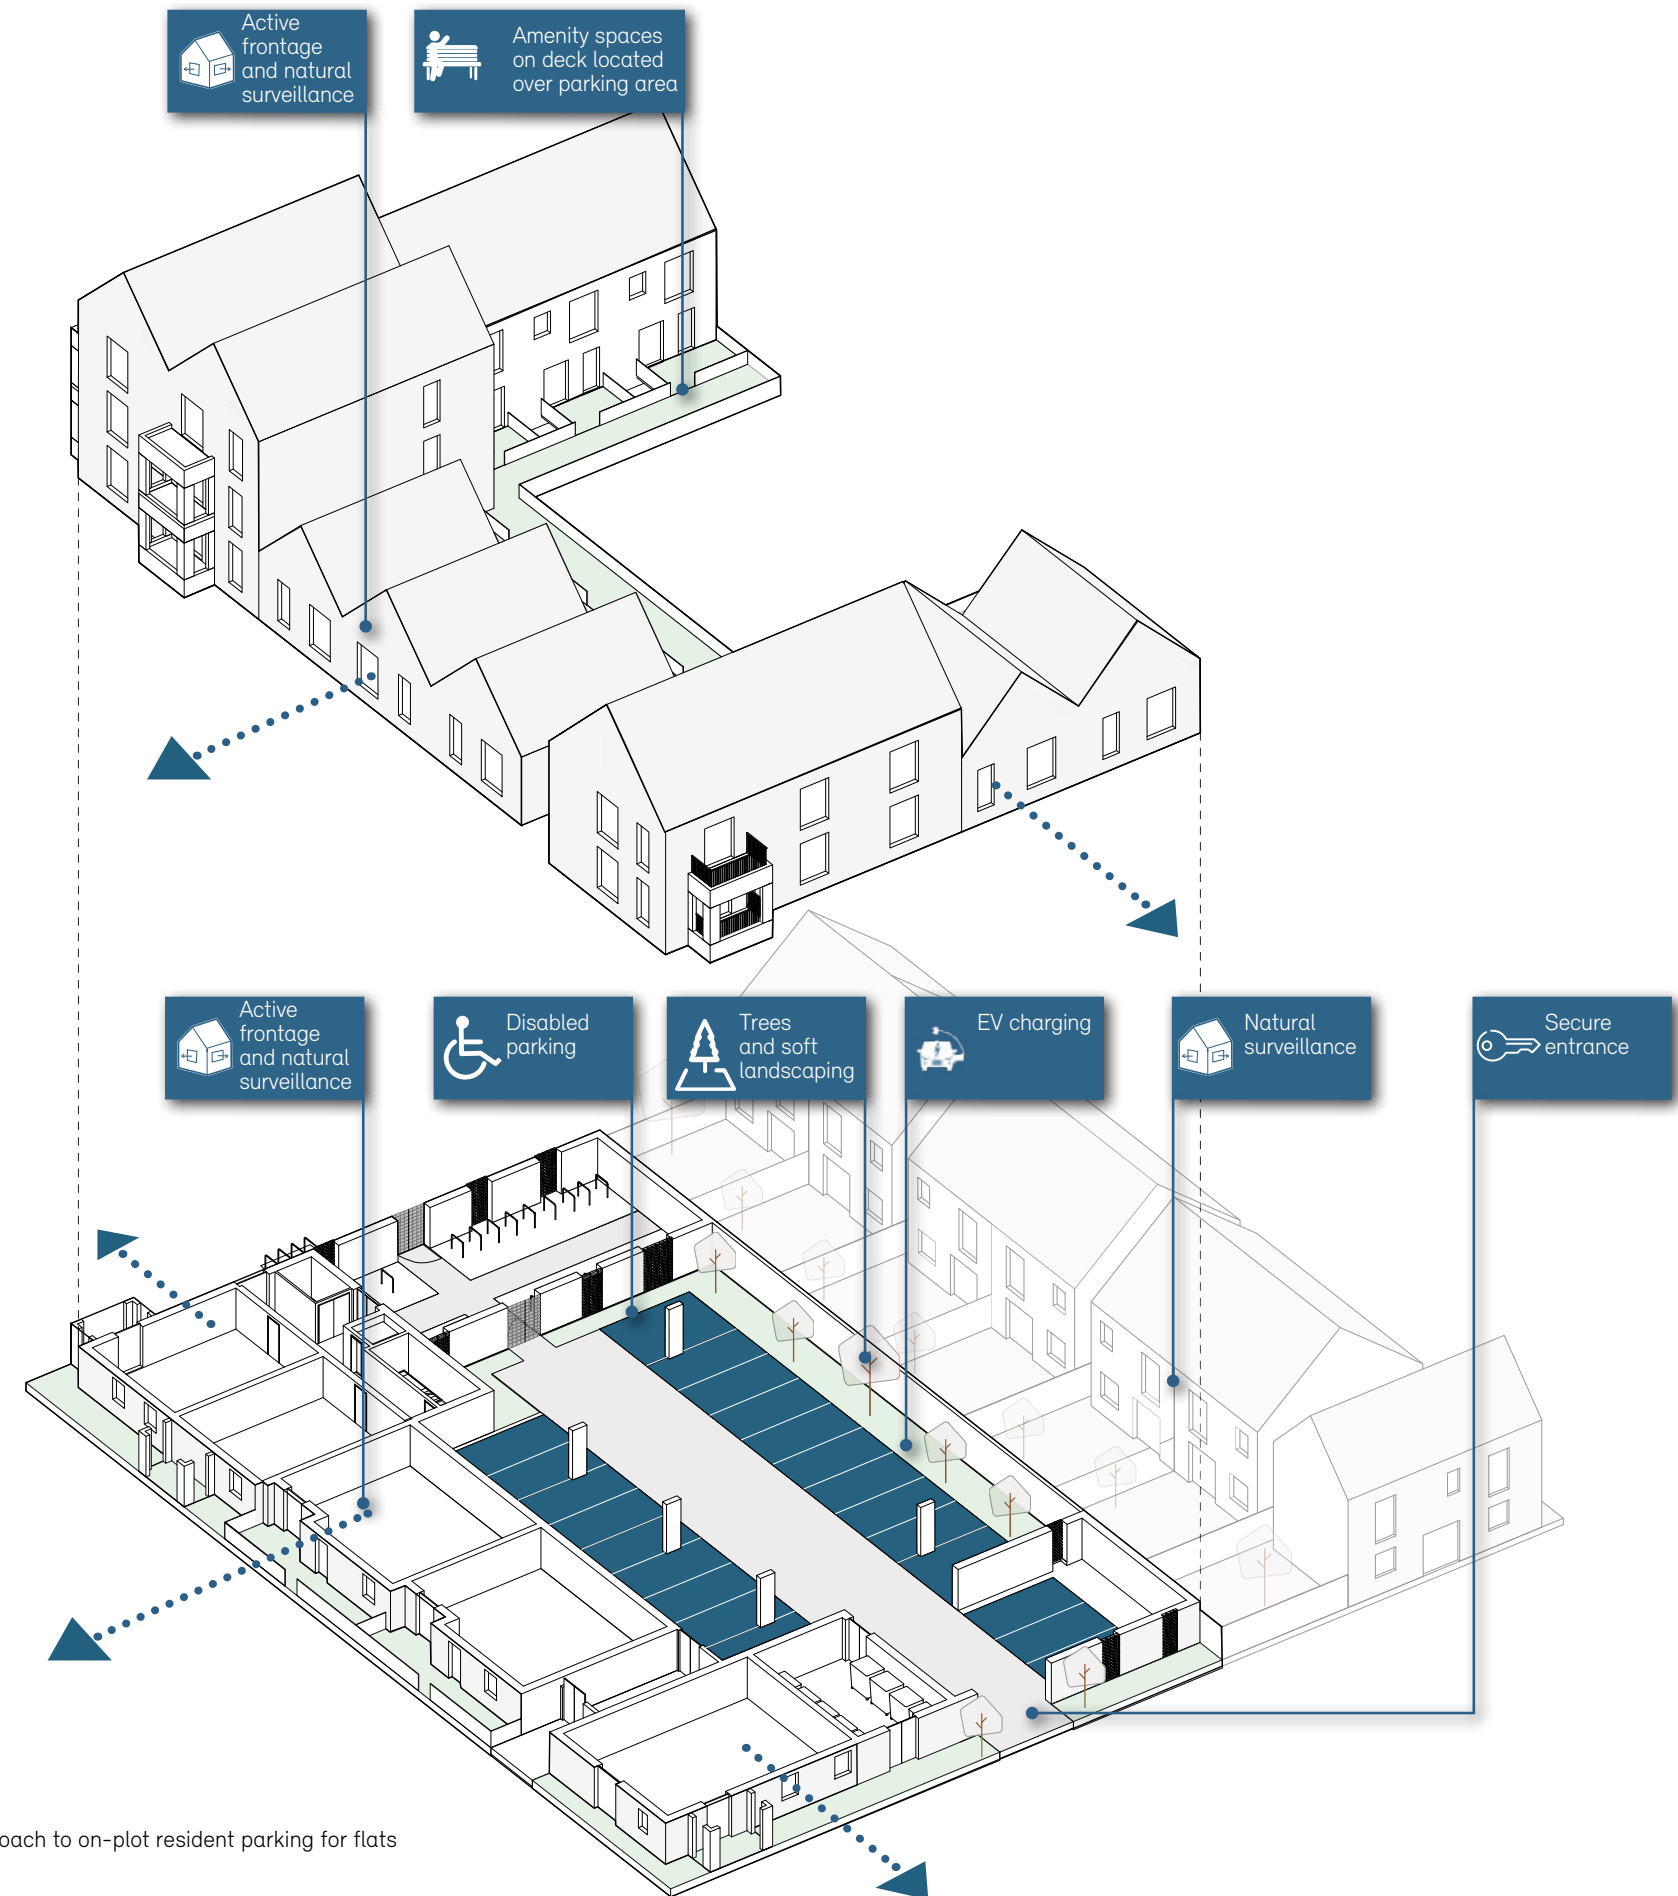 Active
frontage
and natural
surveillance
Amenity spaces
on deck located
over parking area
Active
frontage
and natural
surveillance
Disabled
parking
Trees
and soft
landscaping
EV charging
Natural
surveillance
Secure
entrance
to on-plot resident parking for flats